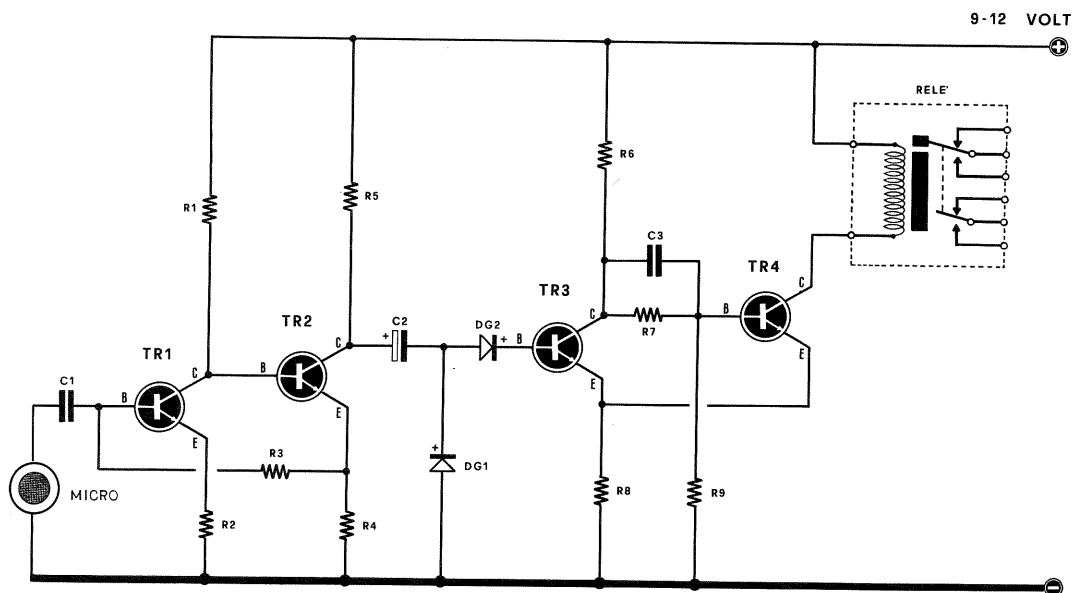 9-12 VOLT
+
RELE'
R1
R5
R6
C3
TR4
C
B
E
TR3
C
B
E
R7
C2
+
DG2
+
TR2
C
B
E
TR1
C
B
E
C1
R3
+
DG1
MICRO
R2
R4
R8
R9
-